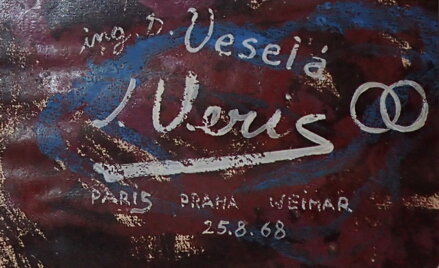 ing. D. Veselá
J. Veris
PARIS PRAHA WEIMAR
25.8.68